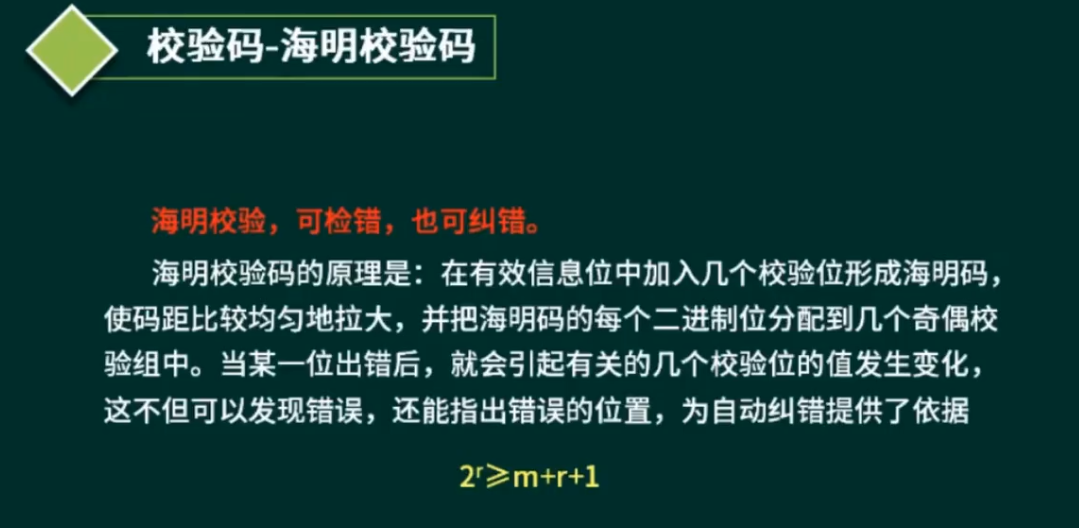 校验码-海明校验码
海明校验，可检错，也可纠错。
海明校验码的原理是：在有效信息位中加入几个校验位形成海明码，
使码距比较均匀地拉大，并把海明码的每个二进制位分配到几个奇偶校
验组中。当某一位出错后，就会引起有关的几个校验位的值发生变化，
这不但可以发现错误，还能指出错误的位置，为自动纠错提供了依据
2ʳ≥m+r+1